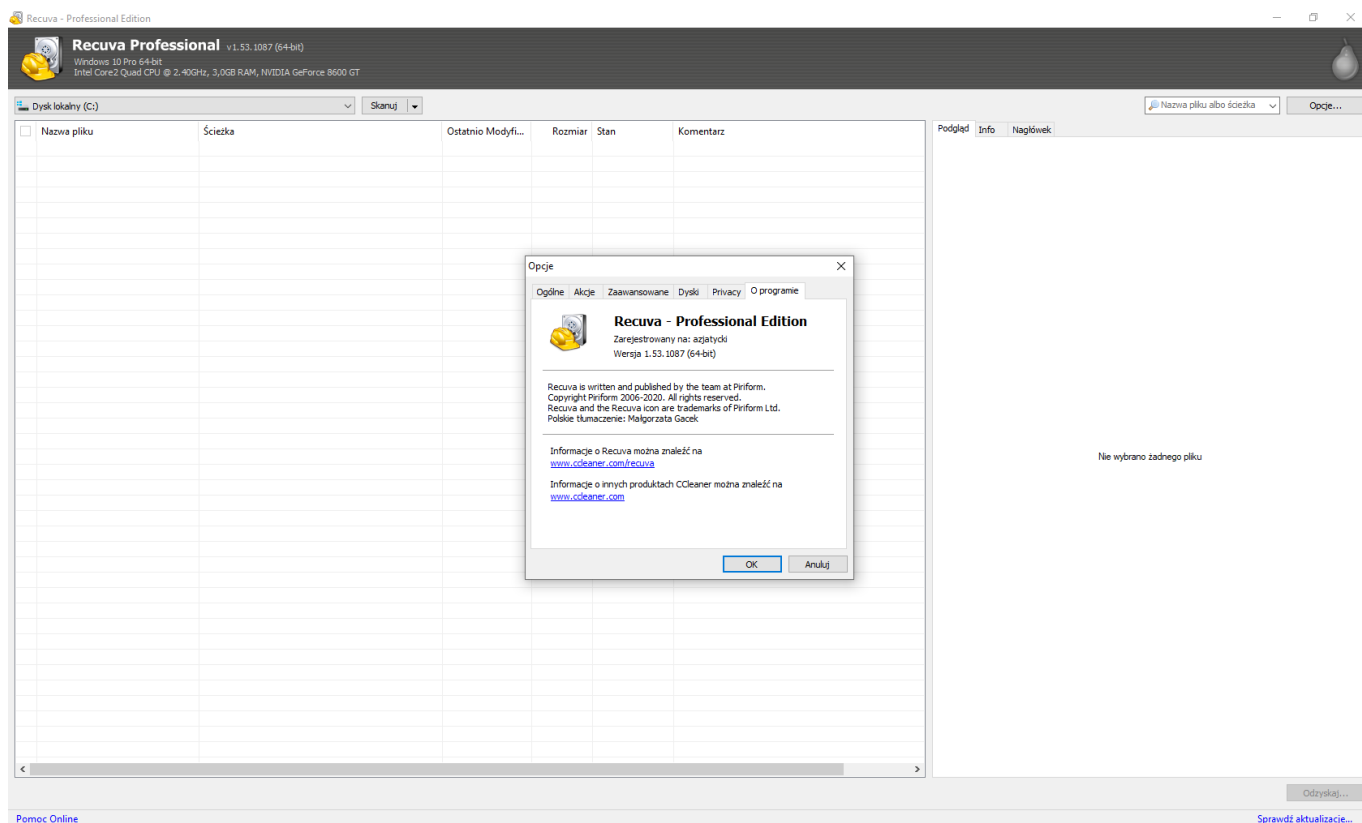 Recuva - Professional Edition
Recuva Professional v1.53.1087 (64-bit)
Windows 10 Pro 64-bit
Intel Core2 Quad CPU @ 2.40GHz, 3,0GB RAM, NVIDIA GeForce 8600 GT
Dysk lokalny (C:) Skanuj Nazwa pliku albo ścieżka Opcje...
Nazwa pliku Ścieżka Ostatnio Modyfi... Rozmiar Stan Komentarz
Podgląd Info Nagłówek
Opcje
Ogólne Akcje Zaawansowane Dyski Privacy O programie
Recuva - Professional Edition
Zarejestrowany na: azjatycki
Wersja 1.53.1087 (64-bit)
Recuva is written and published by the team at Piriform.
Copyright Piriform 2006-2020. All rights reserved.
Recuva and the Recuva icon are trademarks of Piriform Ltd.
Polskie tłumaczenie: Małgorzata Gacek
Informacje o Recuva można znaleźć na
www.ccleaner.com/recuva
Informacje o innych produktach CCleaner można znaleźć na
www.ccleaner.com
OK Anuluj
Nie wybrano żadnego pliku
Odzyskaj...
Pomoc Online Sprawdź aktualizacje...